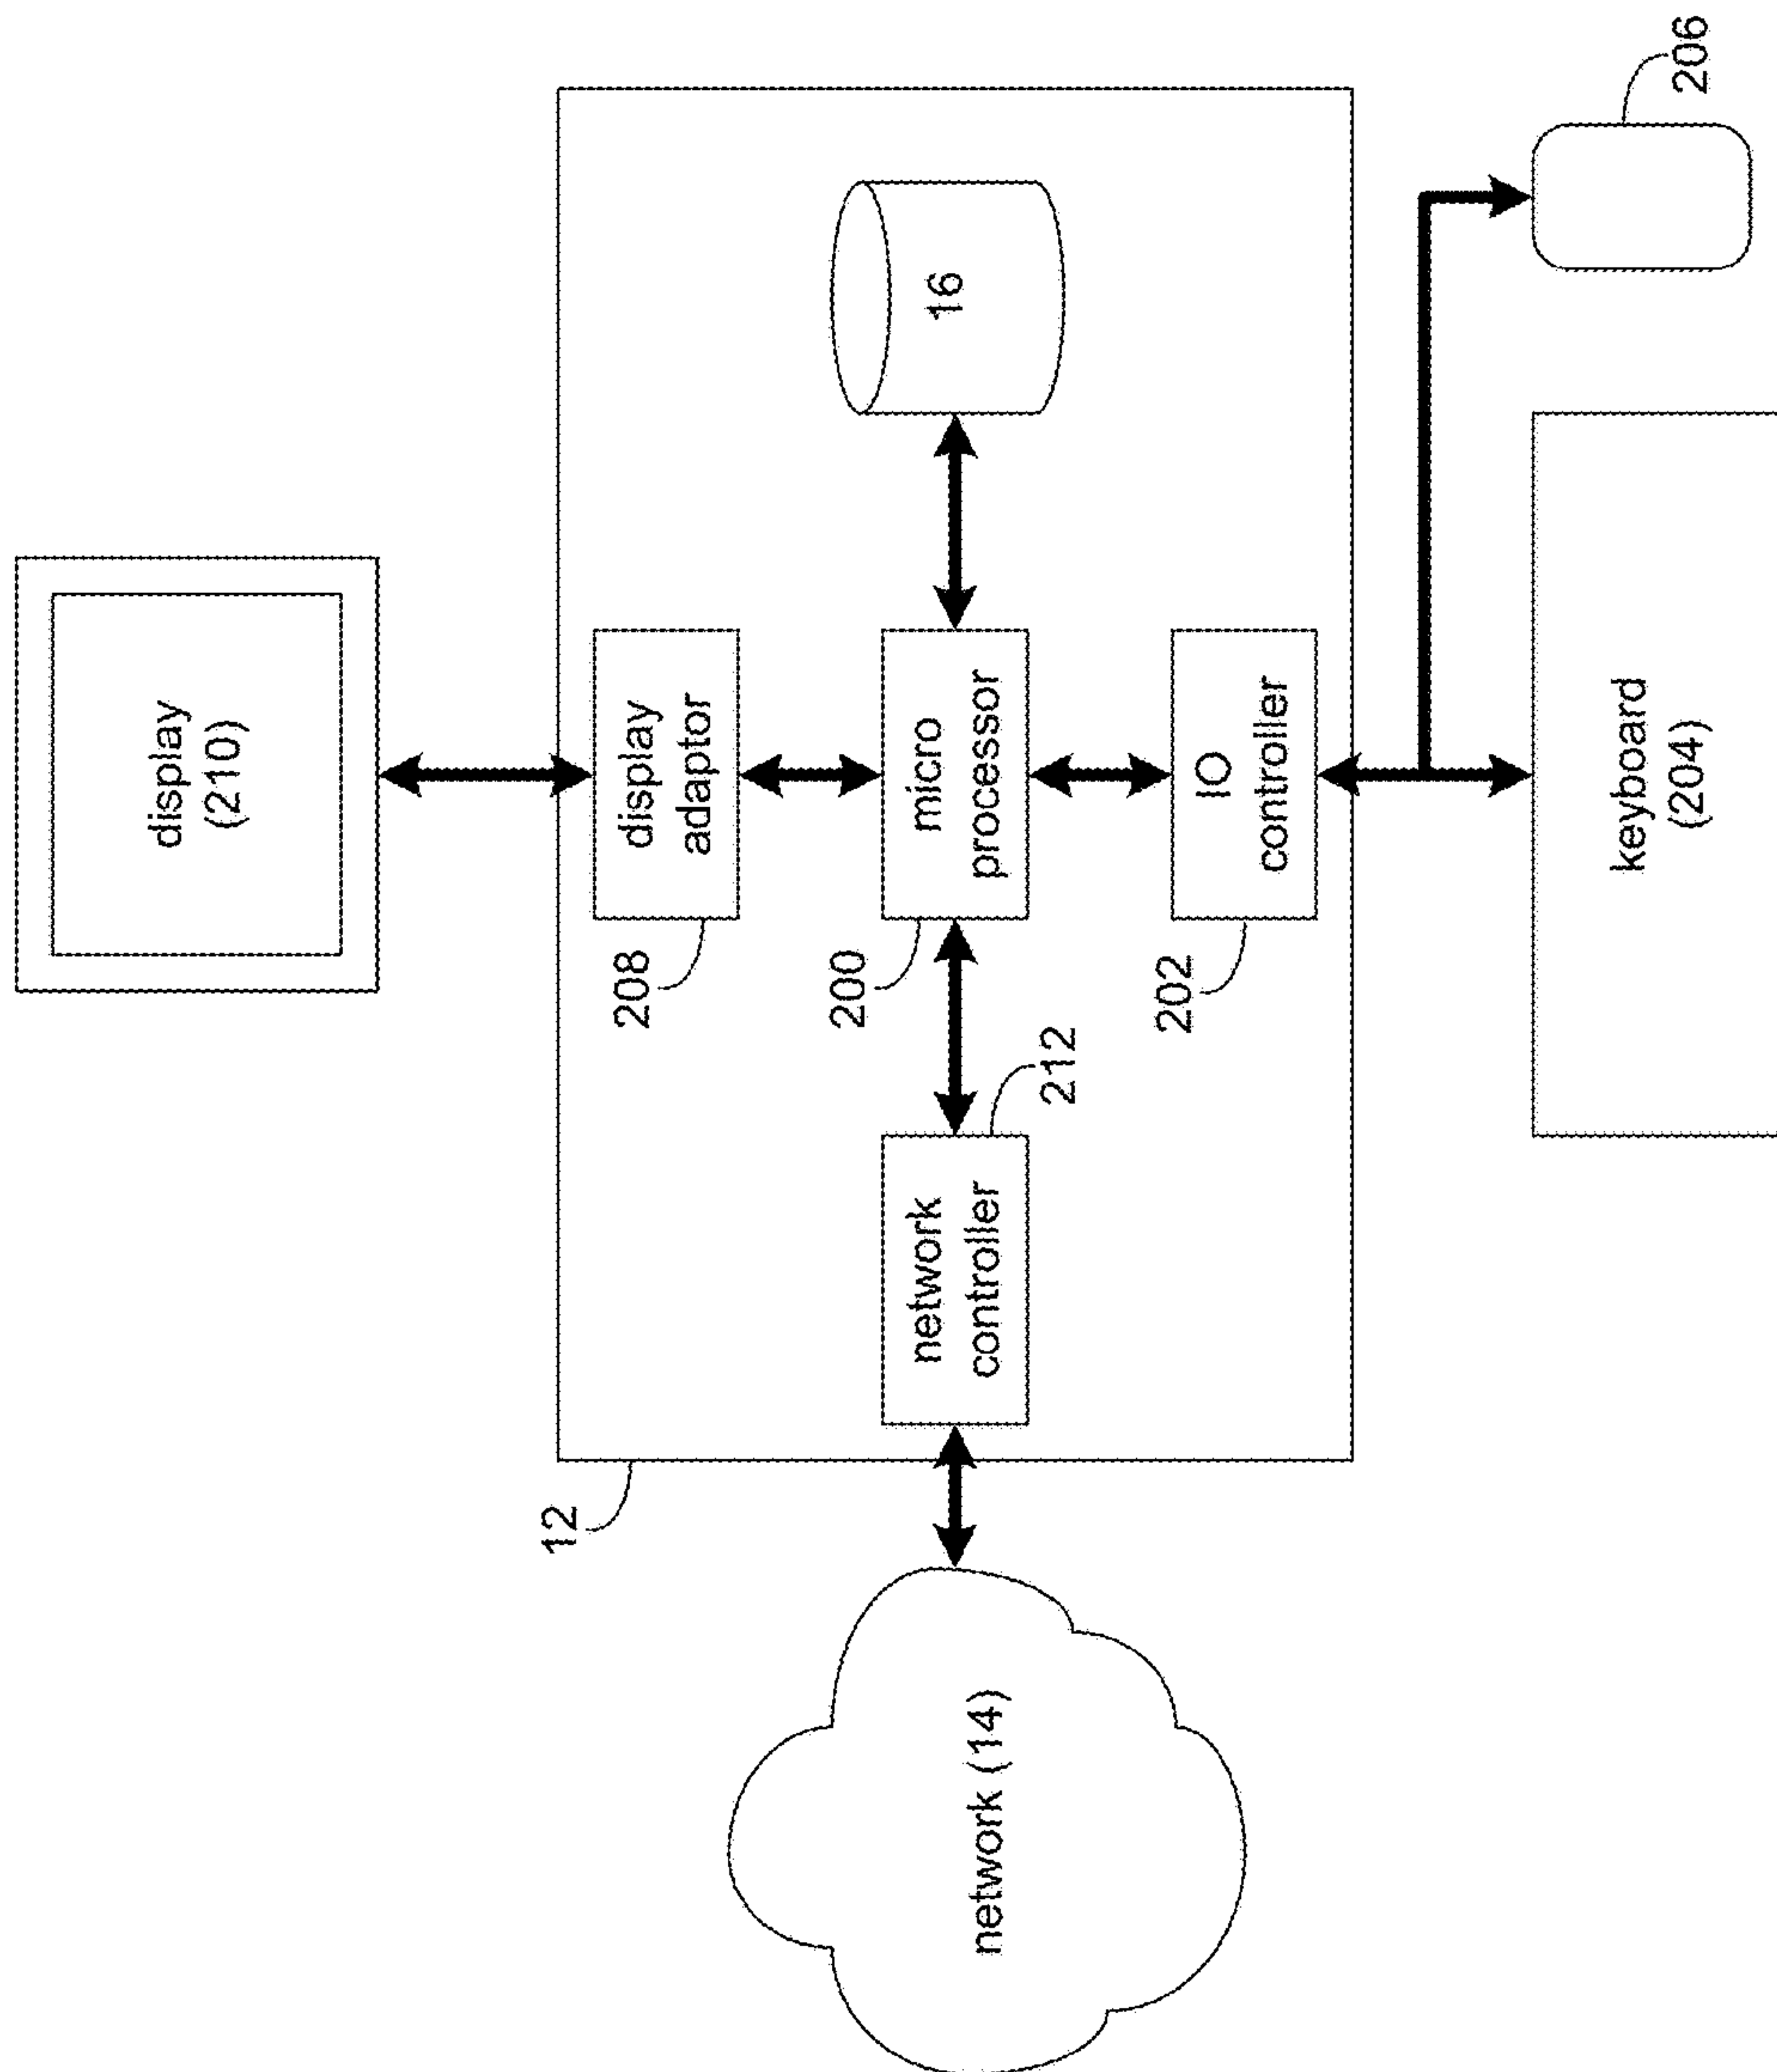 display
(210)
display
adaptor
208
micro
processor
200
16
IO
controller
202
network
controller
212
12
network (14)
keyboard
(204)
206